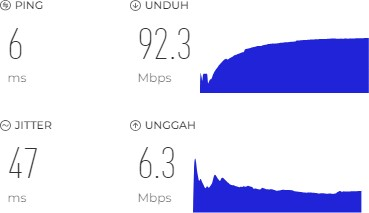 PING
UNDUH
6
92.3
ms
Mbps
JITTER
UNGGAH
47
6.3
ms
Mbps